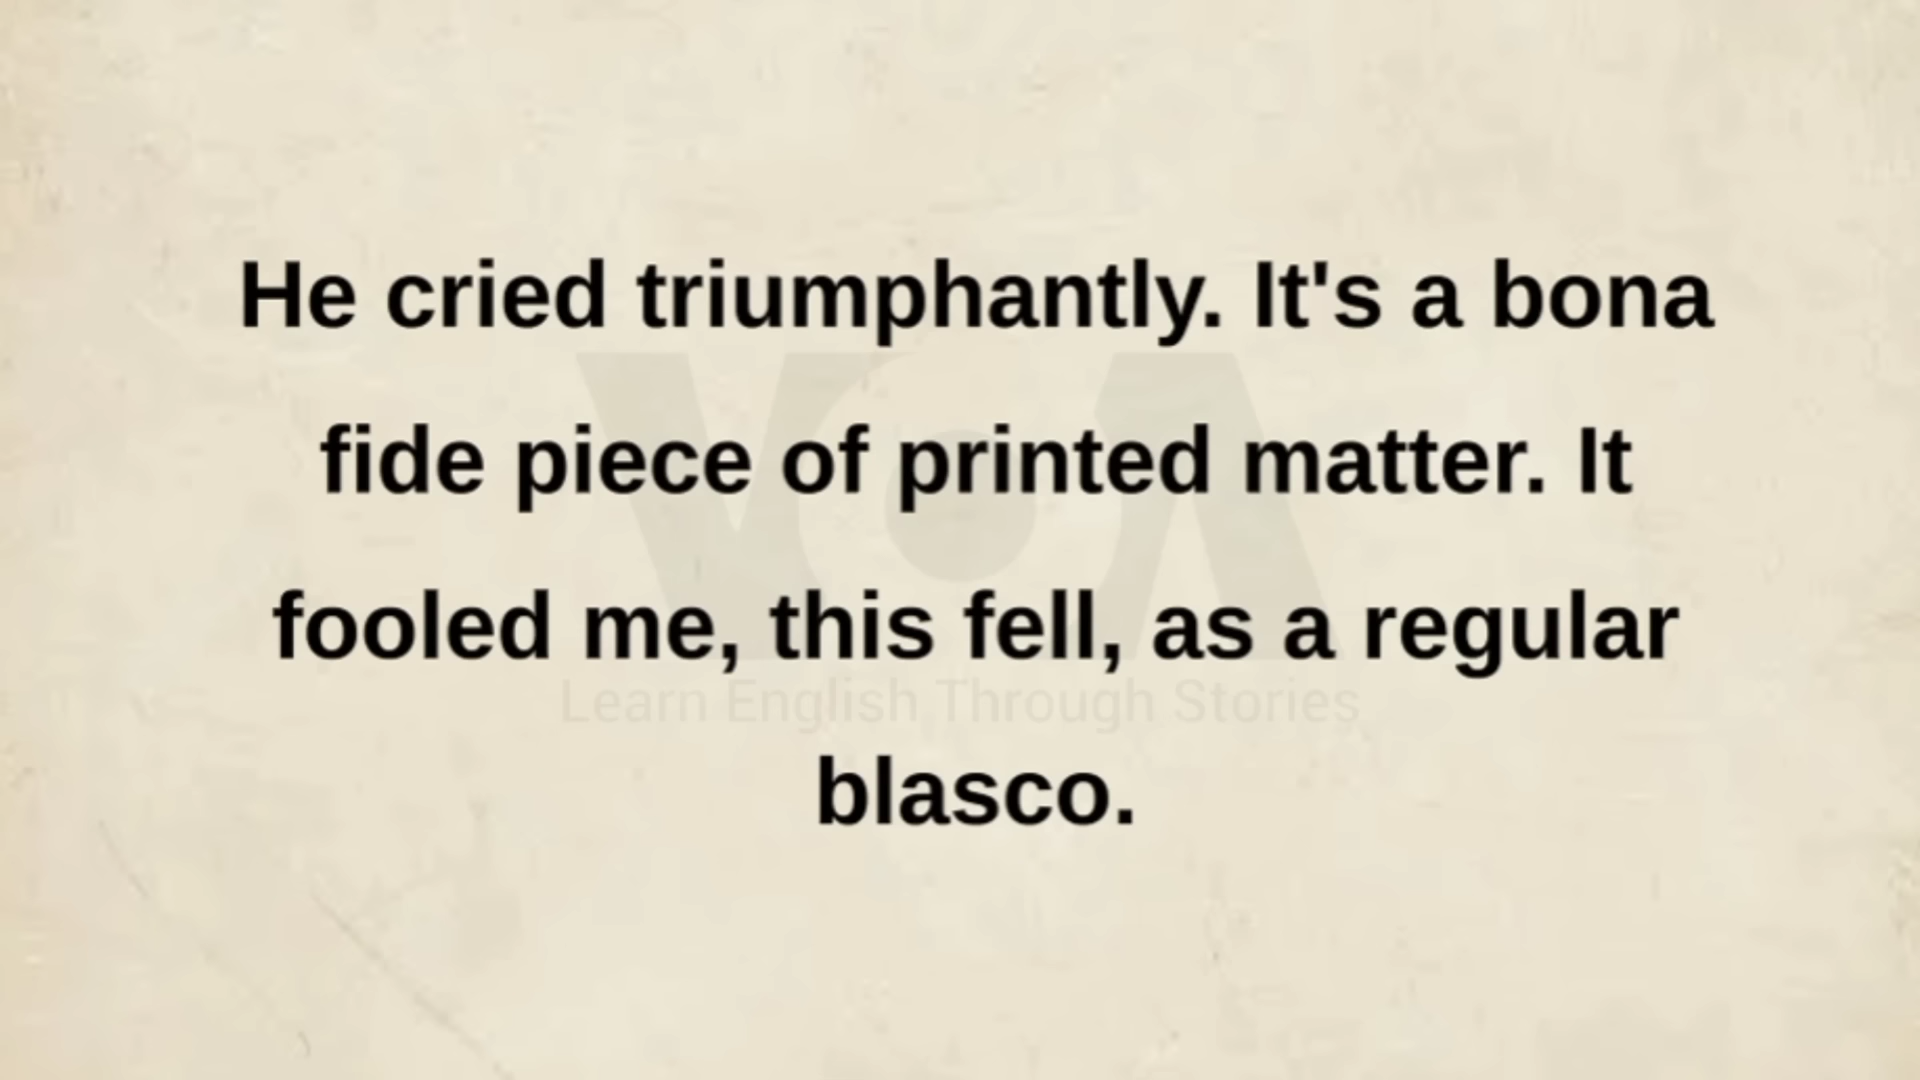 He cried triumphantly. It's a bona
fide piece of printed matter. It
VOA
fooled me, this fell, as a regular
Learn English Through Stories
blasco.